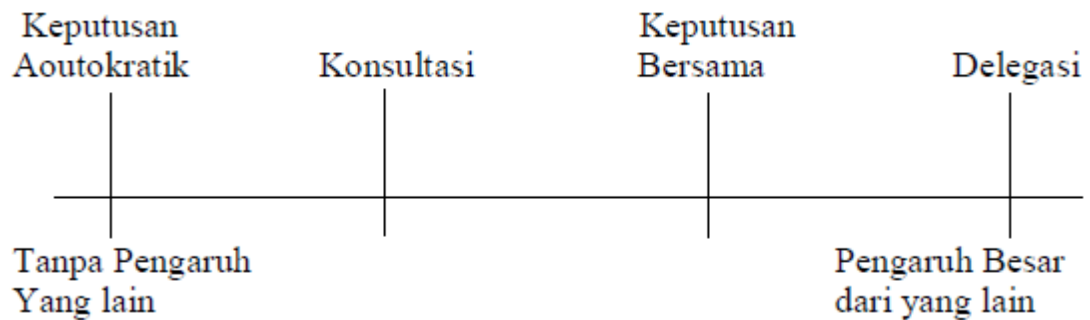 Keputusan
Aoutokratik
Konsultasi
Keputusan
Bersama
Delegasi
Tanpa Pengaruh
Yang lain
Pengaruh Besar
dari yang lain